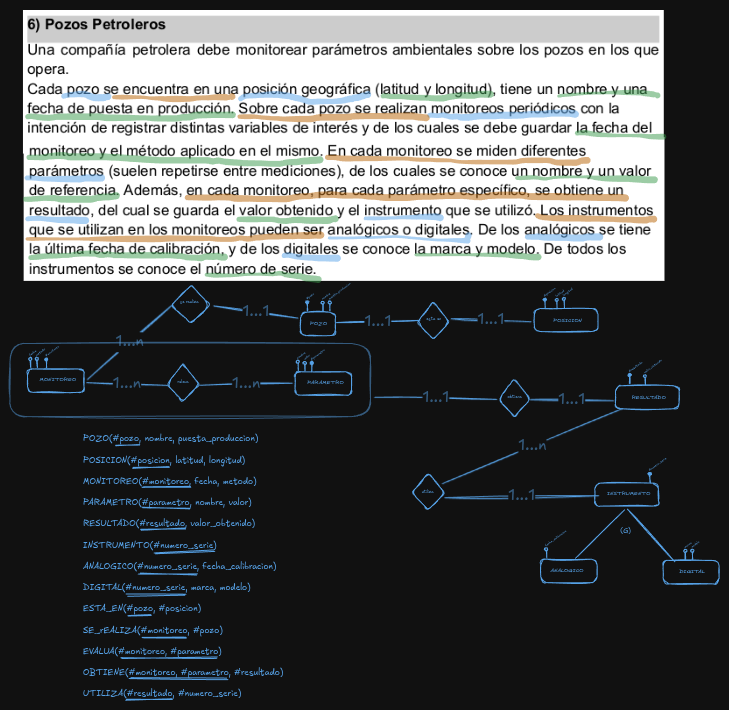 6) Pozos Petroleros
Una compañía petrolera debe monitorear parámetros ambientales sobre los pozos en los que
opera.
Cada pozo se encuentra en una posición geográfica (latitud y longitud), tiene un nombre y una
fecha de puesta en producción. Sobre cada pozo se realizan monitoreos periódicos con la
intención de registrar distintas variables de interés y de los cuales se debe guardar la fecha del
monitoreo y el método aplicado en el mismo. En cada monitoreo se miden diferentes
parámetros (suelen repetirse entre mediciones), de los cuales se conoce un nombre y un valor
de referencia. Además, en cada monitoreo, para cada parámetro específico, se obtiene un
resultado, del cual se guarda el valor obtenido y el instrumento que se utilizó. Los instrumentos
que se utilizan en los monitoreos pueden ser analógicos o digitales. De los analógicos se tiene
la última fecha de calibración, y de los digitales se conoce la marca y modelo. De todos los
instrumentos se conoce el número de serie.
1...1
POZO
1...1
1...1
POSICION
1...n
MONITOREO
1...n
1...n
PARAMETRO
1...1
1...1
RESULTADO
1...n
1...1
INSTRUMENTO
(G)
ANALOGICO
DIGITAL
POZO(#pozo, nombre, puesta_produccion)
POSICION(#posicion, latitud, longitud)
MONITOREO(#monitoreo, fecha, metodo)
PARAMETRO(#parametro, nombre, valor)
RESULTADO(#resultado, valor_obtenido)
INSTRUMENTO(#numero_serie)
ANALOGICO(#numero_serie, fecha_calibracion)
DIGITAL(#numero_serie, marca, modelo)
ESTA_EN(#pozo, #posicion)
SE_rEALIZA(#monitoreo, #pozo)
EVALUA(#monitoreo, #parametro)
OBTIENE(#monitoreo, #parametro, #resultado)
UTILIZA(#resultado, #numero_serie)